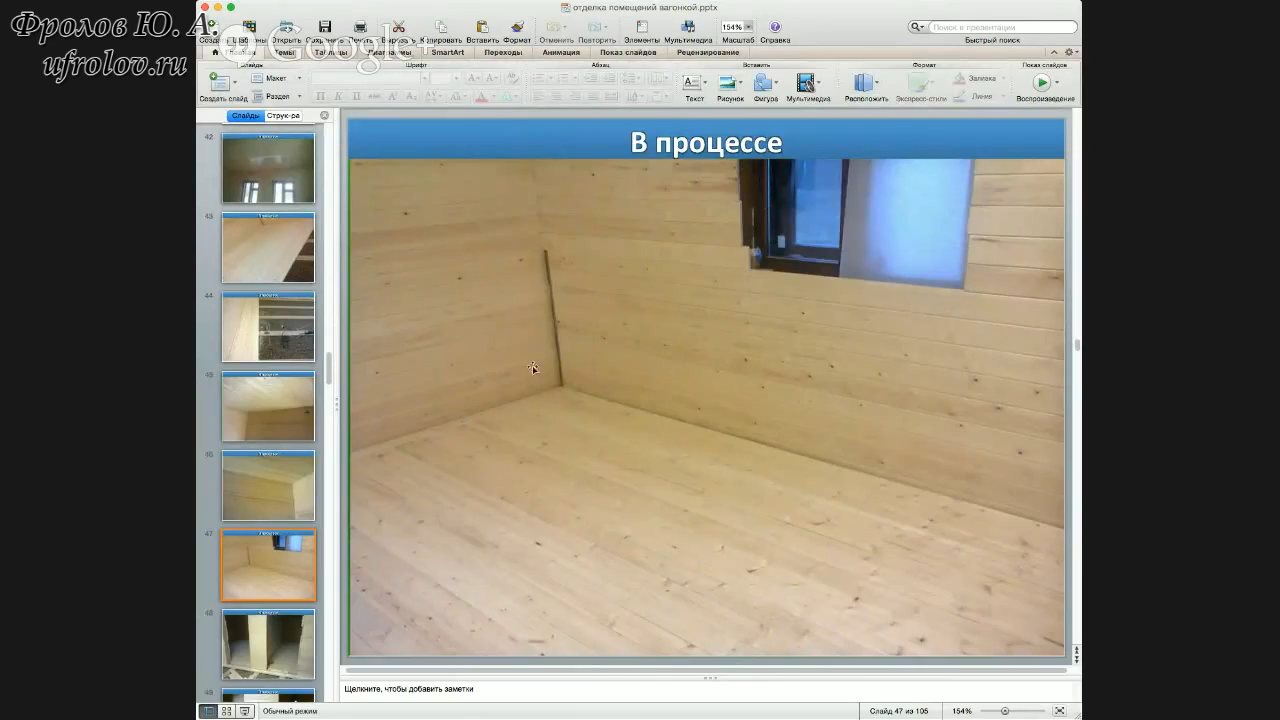 Фролов Ю. А.
ufrolov.ru
Google+
отделка помещений вагонкой.pptx
Открыть
Копировать Вставить Формат
Отменить Повторить Элементы Мультимедиа
154%
Масштаб Справка
Поиск в презентации
Быстрый поиск
Темы Таблицы Диаграммы SmartArt Переходы Анимация Показ слайдов Рецензирование
Слайды Шрифт Абзац Вставить Формат Показ слайдов
Макет
Создать слайд Раздел
Текст Рисунок Фигура Мультимедиа
Расположить Экспресс-стили
Заливка
Линия
Воспроизведение
Слайды Струк-ра
42
43
44
45
46
47
48
49
В процессе
Щелкните, чтобы добавить заметки
Обычный режим
Слайд 47 из 105
154%